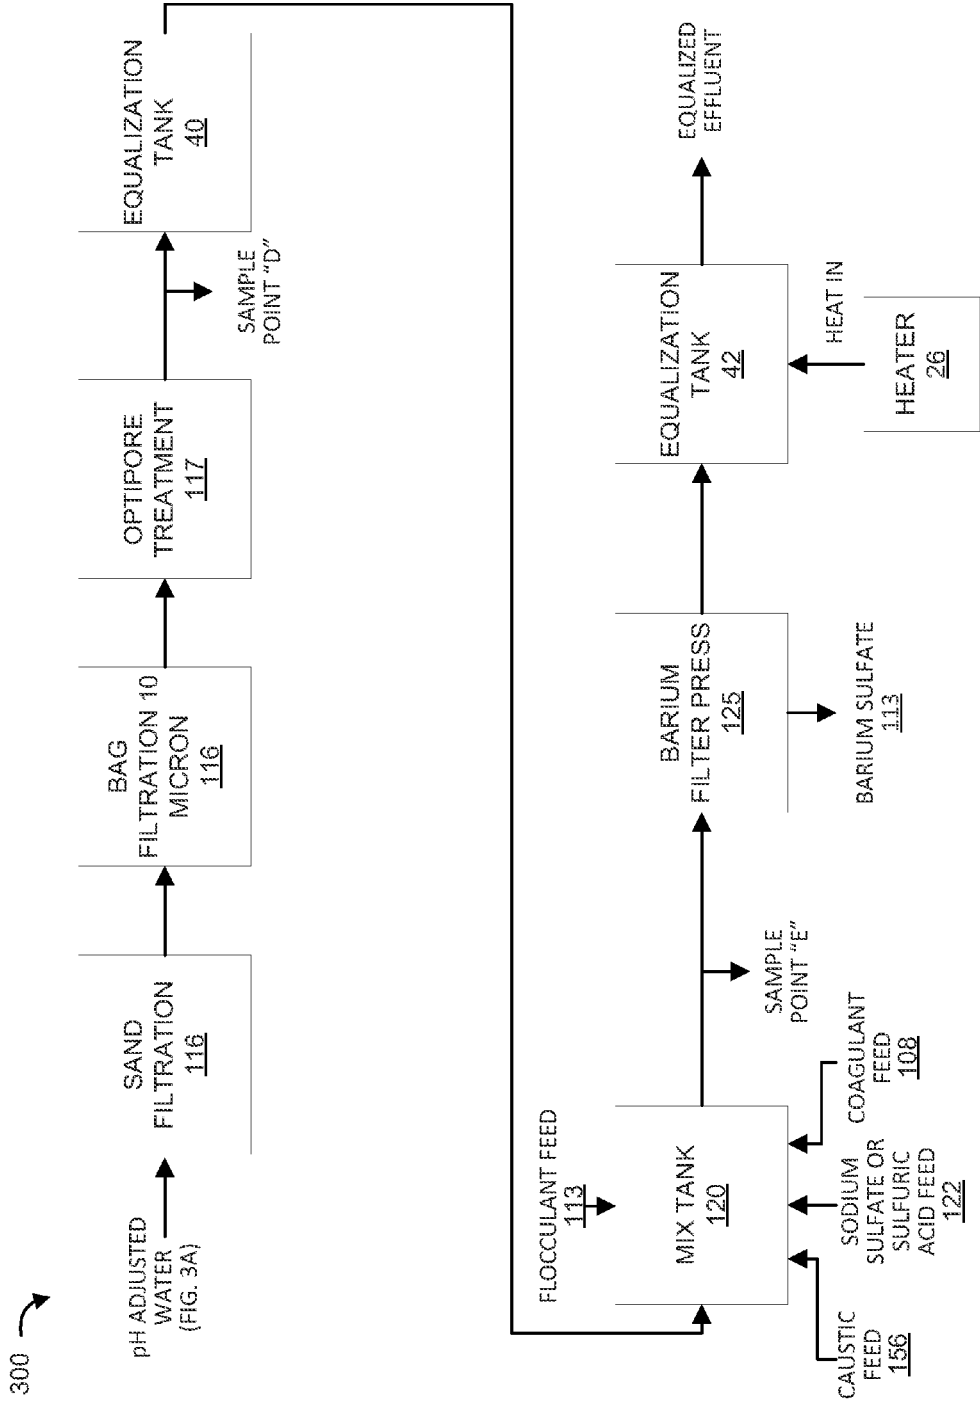 300
pH ADJUSTED
WATER
(FIG. 3A)
SAND
FILTRATION
116
BAG
FILTRATION 10
MICRON
116
OPTIPORE
TREATMENT
117
SAMPLE
POINT "D"
EQUALIZATION
TANK
40
FLOCCULANT FEED
113
MIX TANK
120
CAUSTIC
FEED
156
SODIUM
SULFATE OR
SULFURIC
ACID FEED
122
COAGULANT
FEED
108
SAMPLE
POINT "E"
BARIUM
FILTER PRESS
125
BARIUM SULFATE
113
EQUALIZATION
TANK
42
HEAT IN
HEATER
26
EQUALIZED
EFFLUENT